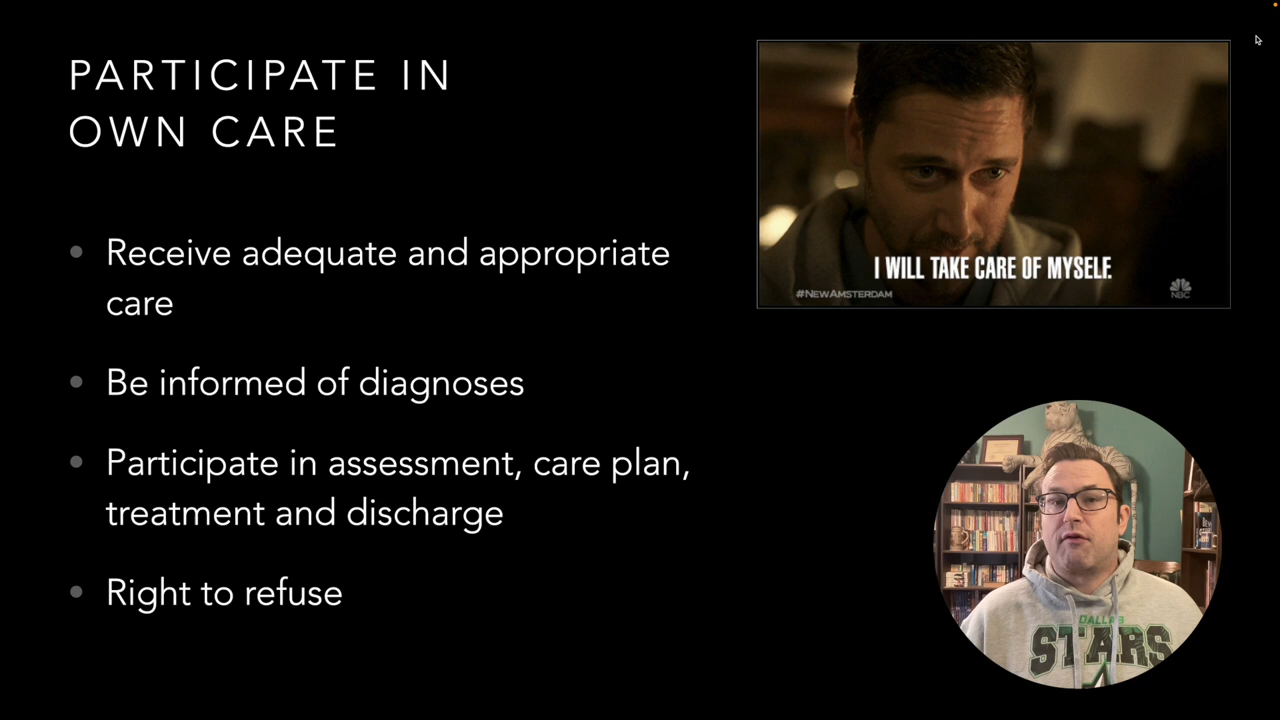 PARTICIPATE IN
OWN CARE
Receive adequate and appropriate
care
Be informed of diagnoses
Participate in assessment, care plan,
treatment and discharge
Right to refuse
I WILL TAKE CARE OF MYSELF.
#NEWAMSTERDAM
NBC
DALLAS
STARS